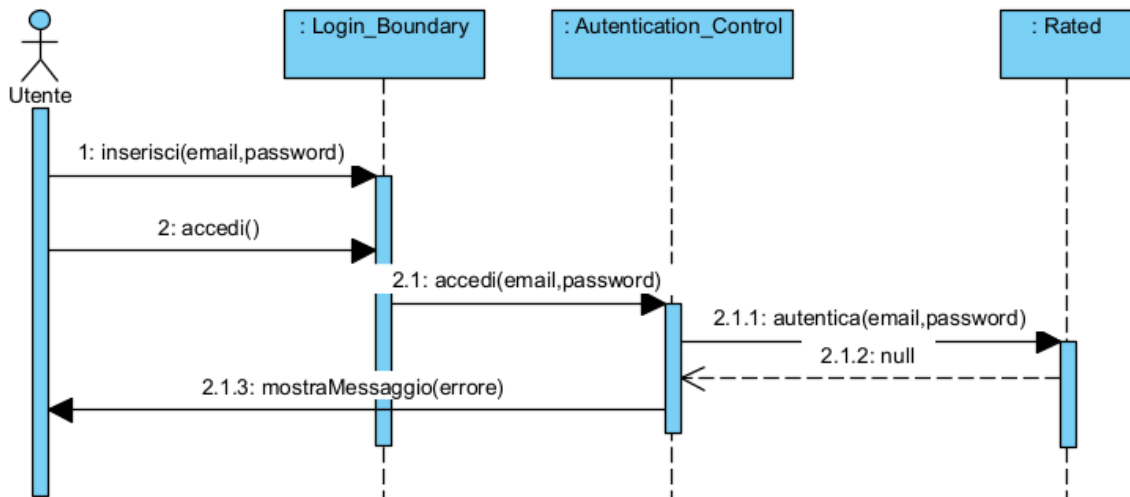 : Login_Boundary
: Autentication_Control
: Rated
Utente
1: inserisci(email,password)
2: accedi()
2.1: accedi(email,password)
2.1.1: autentica(email,password)
2.1.2: null
2.1.3: mostraMessaggio(errore)